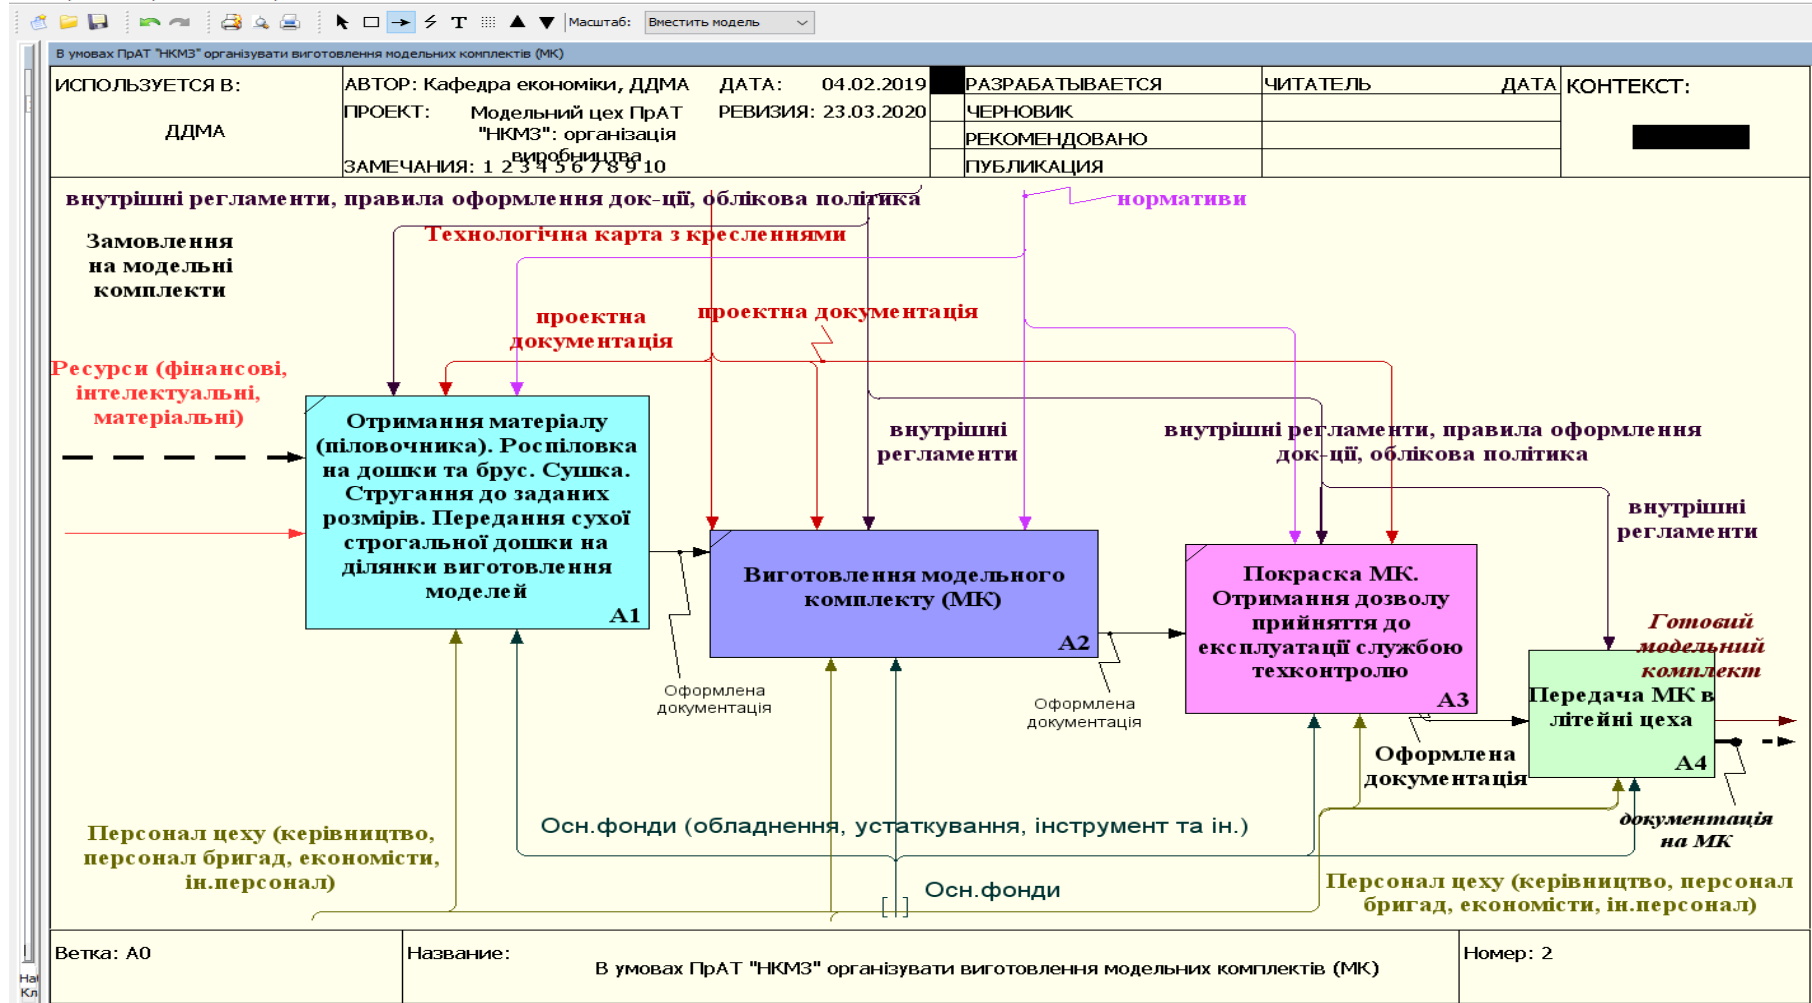 Масштаб: Вместить модель
В умовах ПрАТ "НКМЗ" організувати виготовлення модельних комплектів (МК)
ИСПОЛЬЗУЕТСЯ В:
ДДМА
АВТОР: Кафедра економіки, ДДМА
ДАТА: 04.02.2019
ПРОЕКТ: Модельний цех ПрАТ
"НКМЗ": організація
виробництва
РЕВИЗИЯ: 23.03.2020
ЗАМЕЧАНИЯ: 1 2 3 4 5 6 7 8 9 10
РАЗРАБАТЫВАЕТСЯ
ЧЕРНОВИК
РЕКОМЕНДОВАНО
ПУБЛИКАЦИЯ
ЧИТАТЕЛЬ ДАТА
КОНТЕКСТ:
внутрішні регламенти, правила оформлення док-ції, облікова політика
нормативи
Замовлення
на модельні
комплекти
Технологічна карта з кресленнями
проектна
документація
проектна документація
Ресурси (фінансові,
інтелектуальні,
матеріальні)
Отримання матеріалу
(піловочника). Роспіловка
на дошки та брус. Сушка.
Стругання до заданих
розмірів. Передання сухої
строгальної дошки на
ділянки виготовлення
моделей
A1
внутрішні
регламенти
внутрішні регламенти, правила оформлення
док-ції, облікова політика
внутрішні
регламенти
Виготовлення модельного
комплекту (МК)
A2
Покраска МК.
Отримання дозволу
прийняття до
експлуатації службою
техконтролю
A3
Готовий
модельний
комплект
Передача МК в
літейні цеха
A4
Оформлена
документація
Оформлена
документація
Оформлена
документація
документація
на МК
Персонал цеху (керівництво,
персонал бригад, економісти,
ін.персонал)
Осн.фонди (обладнення, устаткування, інструмент та ін.)
Осн.фонди
Персонал цеху (керівництво, персонал
бригад, економісти, ін.персонал)
Ветка: A0
Название:
В умовах ПрАТ "НКМЗ" організувати виготовлення модельних комплектів (МК)
Номер: 2